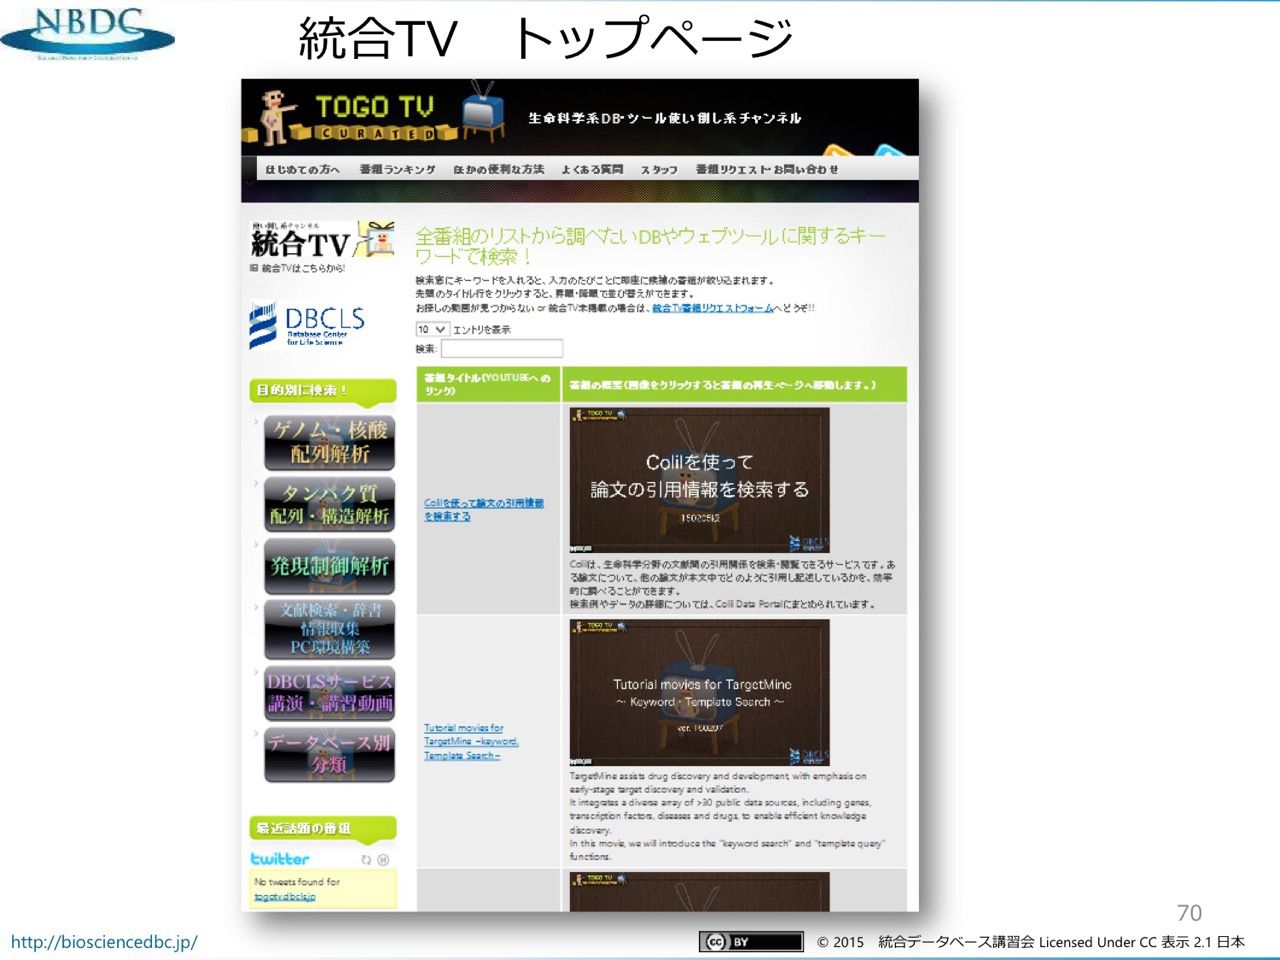 NBDC
統合TV　トップページ
TOGO TV
CURATED
生命科学系DB・ツール使い倒し系チャンネル
はじめての方へ　番組ランキング　ほかの便利な方法　よくある質問　スタッフ　番組リクエスト・お問い合わせ
使い倒し系チャンネル
統合TV
旧 統合TVはこちらから!
DBCLS
Database Center
for Life Science
目的別に検索！
ゲノム・核酸
配列解析
タンパク質
配列・構造解析
発現制御解析
文献検索・辞書
情報収集
PC環境構築
DBCLSサービス
講演・講習動画
データベース別
分類
最近話題の番組
twitter
No tweets found for
togotv.dbcls.jp
全番組のリストから調べたいDBやウェブツールに関するキー
ワードで検索！
検索窓にキーワードを入れると、入力のたびごとに即座に候補の番組が絞り込まれます。
先頭のタイトル行をクリックすると、昇順・降順で並び替えができます。
お探しの動画が見つからない or 統合TV未掲載の場合は、統合TV番組リクエストフォームへどうぞ!!
10 エントリを表示
検索:
番組タイトル(YOUTUBEへの
リンク)
番組の概要(画像をクリックすると番組の再生ページへ移動します。)
Colilを使って論文の引用情報
を検索する
TOGO TV
Colilを使って
論文の引用情報を検索する
DBCLS
Colilは、生命科学分野の文献間の引用関係を検索・閲覧できるサービスです。あ
る論文について、他の論文が本文中でどのように引用し記述しているかを、効率
的に調べることができます。
検索例やデータの詳細については、Colil Data Portalにまとめられています。
Tutorial movies for
TargetMine ~keyword,
Template Search~
TOGO TV
Tutorial movies for TargetMine
～ Keyword・Template Search ～
ver. 150207
DBCLS
TargetMine assists drug discovery and development, with emphasis on
early-stage target discovery and validation.
It integrates a diverse array of >30 public data sources, including genes,
transcription factors, diseases and drugs, to enable efficient knowledge
discovery.
In this movie, we will introduce the "keyword search" and "template query"
functions.
TOGO TV
70
http://biosciencedbc.jp/
cc BY
© 2015　統合データベース講習会 Licensed Under CC 表示 2.1 日本